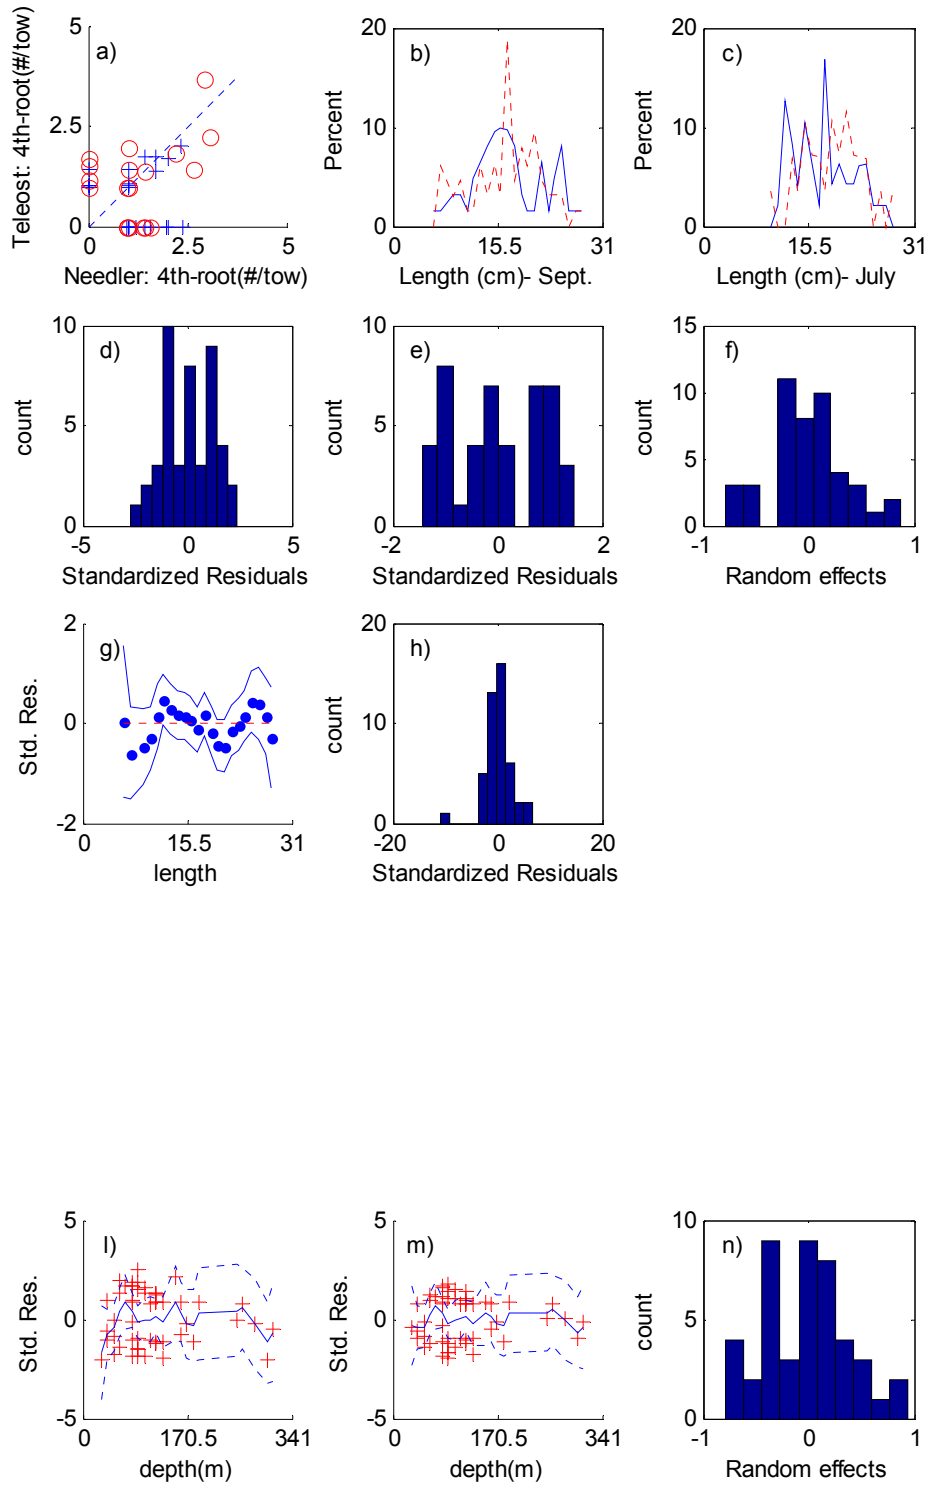 a)
Teleost: 4th-root(#/tow)
5
2.5
0
0 2.5 5
Needler: 4th-root(#/tow)
b)
Percent
20
10
0
0 15.5 31
Length (cm)- Sept.
c)
Percent
20
10
0
0 15.5 31
Length (cm)- July
d)
count
10
5
0
-5 0 5
Standardized Residuals
e)
count
10
5
0
-2 0 2
Standardized Residuals
f)
count
15
10
5
0
-1 0 1
Random effects
g)
Std. Res.
2
0
-2
0 15.5 31
length
h)
count
20
10
0
-20 0 20
Standardized Residuals
l)
Std. Res.
5
0
-5
0 170.5 341
depth(m)
m)
Std. Res.
5
0
-5
0 170.5 341
depth(m)
n)
count
10
5
0
-1 0 1
Random effects